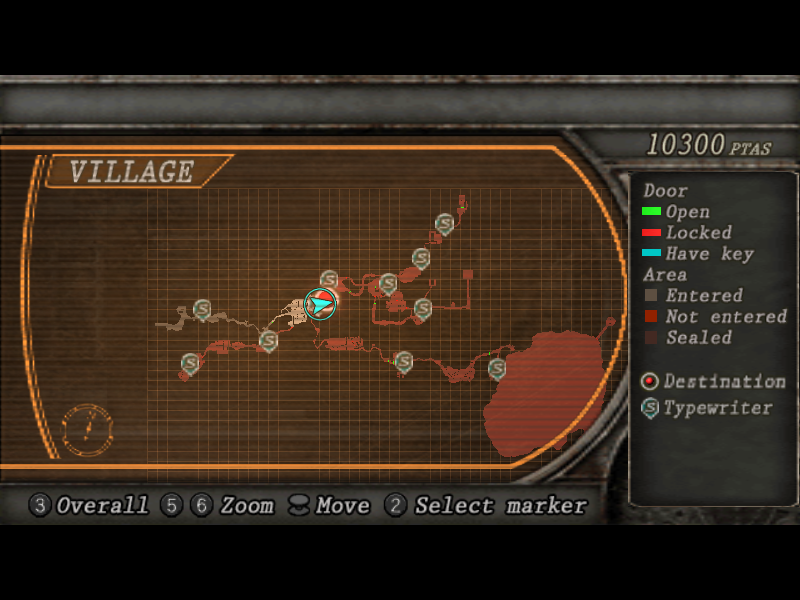 VILLAGE
10300 PTAS
Door
Open
Locked
Have key
Area
Entered
Not entered
Sealed
Destination
S Typewriter
S
S
S
S
S
S
S
S
S
S
3 Overall 5 6 Zoom Move 2 Select marker